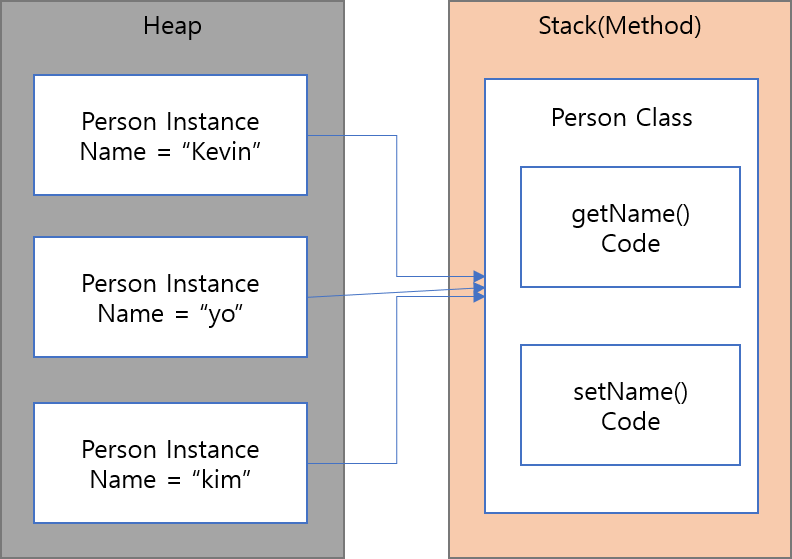 Heap
Person Instance
Name = “Kevin”
Person Instance
Name = “yo”
Person Instance
Name = “kim”
Stack(Method)
Person Class
getName()
Code
setName()
Code